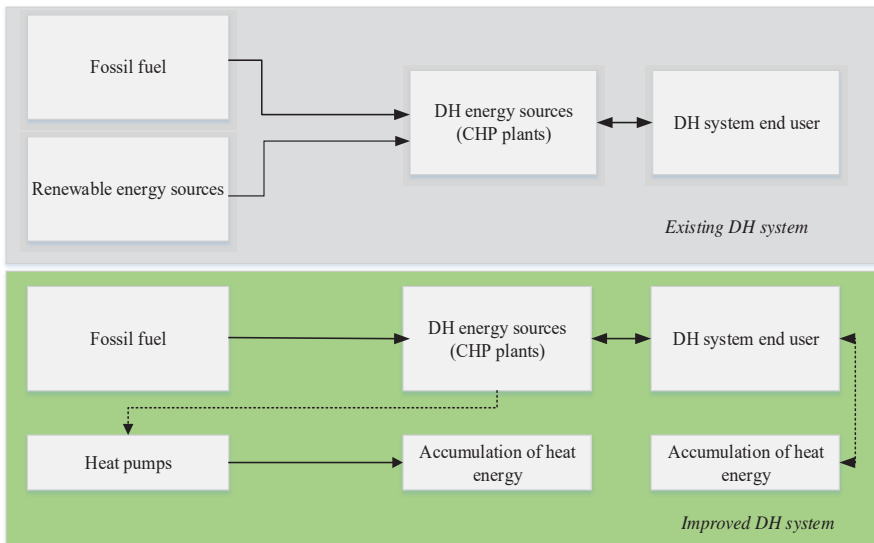 Fossil fuel
DH energy sources
(CHP plants)
DH system end user
Renewable energy sources
Existing DH system
Fossil fuel
DH energy sources
(CHP plants)
DH system end user
Heat pumps
Accumulation of heat
energy
Accumulation of heat
energy
Improved DH system